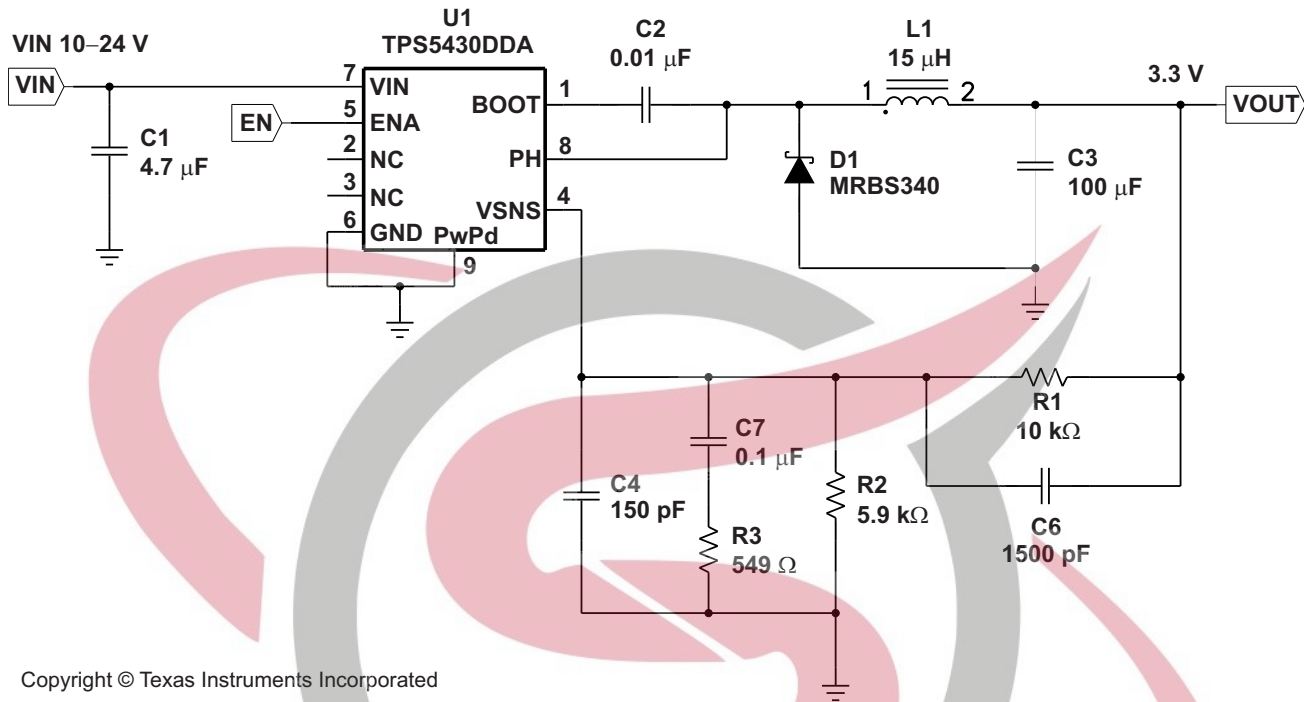 U1
TPS5430DDA
VIN 10–24 V
VIN
EN
C1
4.7 μF
7
5
2
3
6
VIN
ENA
NC
NC
GND
PwPd
9
BOOT
PH
VSNS
1
8
4
C2
0.01 μF
L1
15 μH
1
2
3.3 V
VOUT
D1
MRBS340
C3
100 μF
R1
10 kΩ
C7
0.1 μF
C4
150 pF
R2
5.9 kΩ
R3
549 Ω
C6
1500 pF
Copyright © Texas Instruments Incorporated